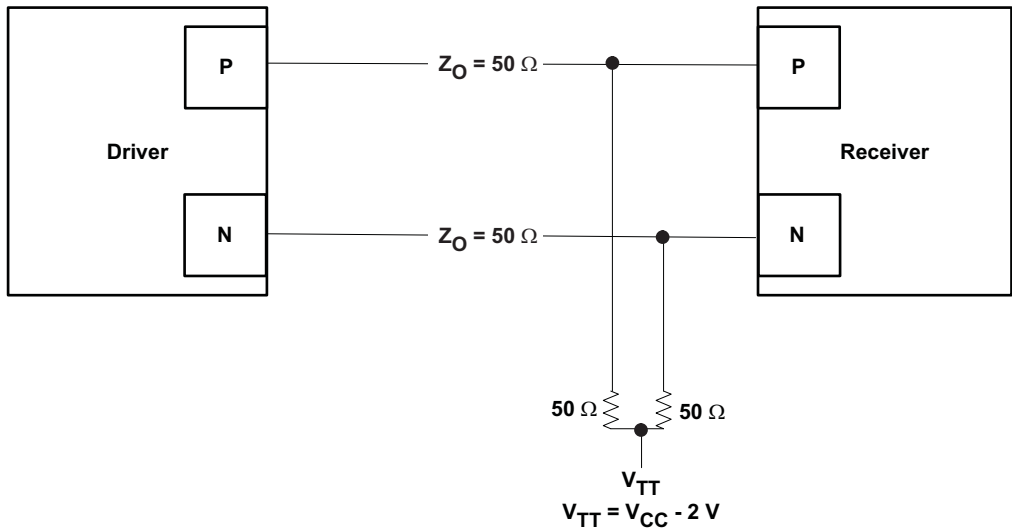 P
Z_O = 50 Ω
P
Driver
Receiver
N
Z_O = 50 Ω
N
50 Ω
50 Ω
V_TT
V_TT = V_CC - 2 V